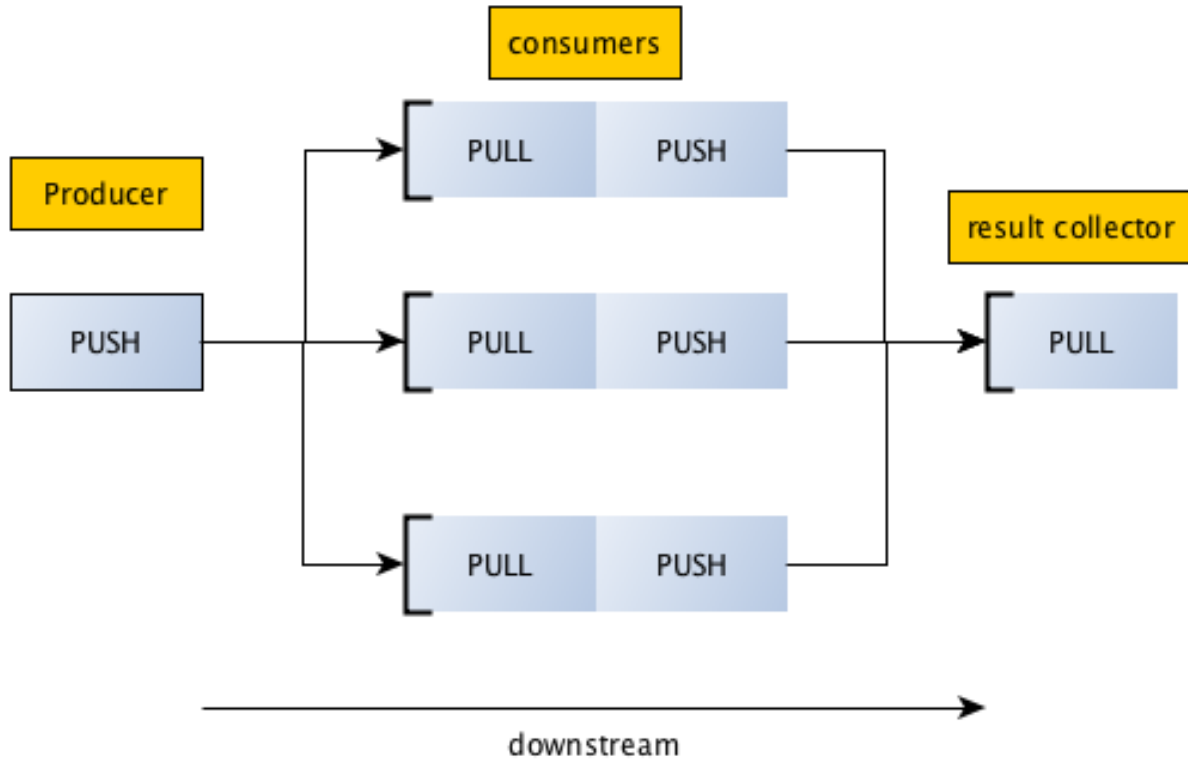 consumers
PULL PUSH
Producer
result collector
PUSH
PULL PUSH
PULL
PULL PUSH
downstream